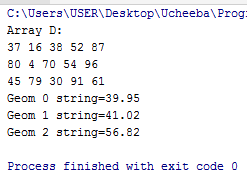 C:\Users\USER\Desktop\Ucheeba\Prog
Array D:
37 16 38 52 87
80 4 70 54 96
45 79 30 91 61
Geom 0 string=39.95
Geom 1 string=41.02
Geom 2 string=56.82
Process finished with exit code 0